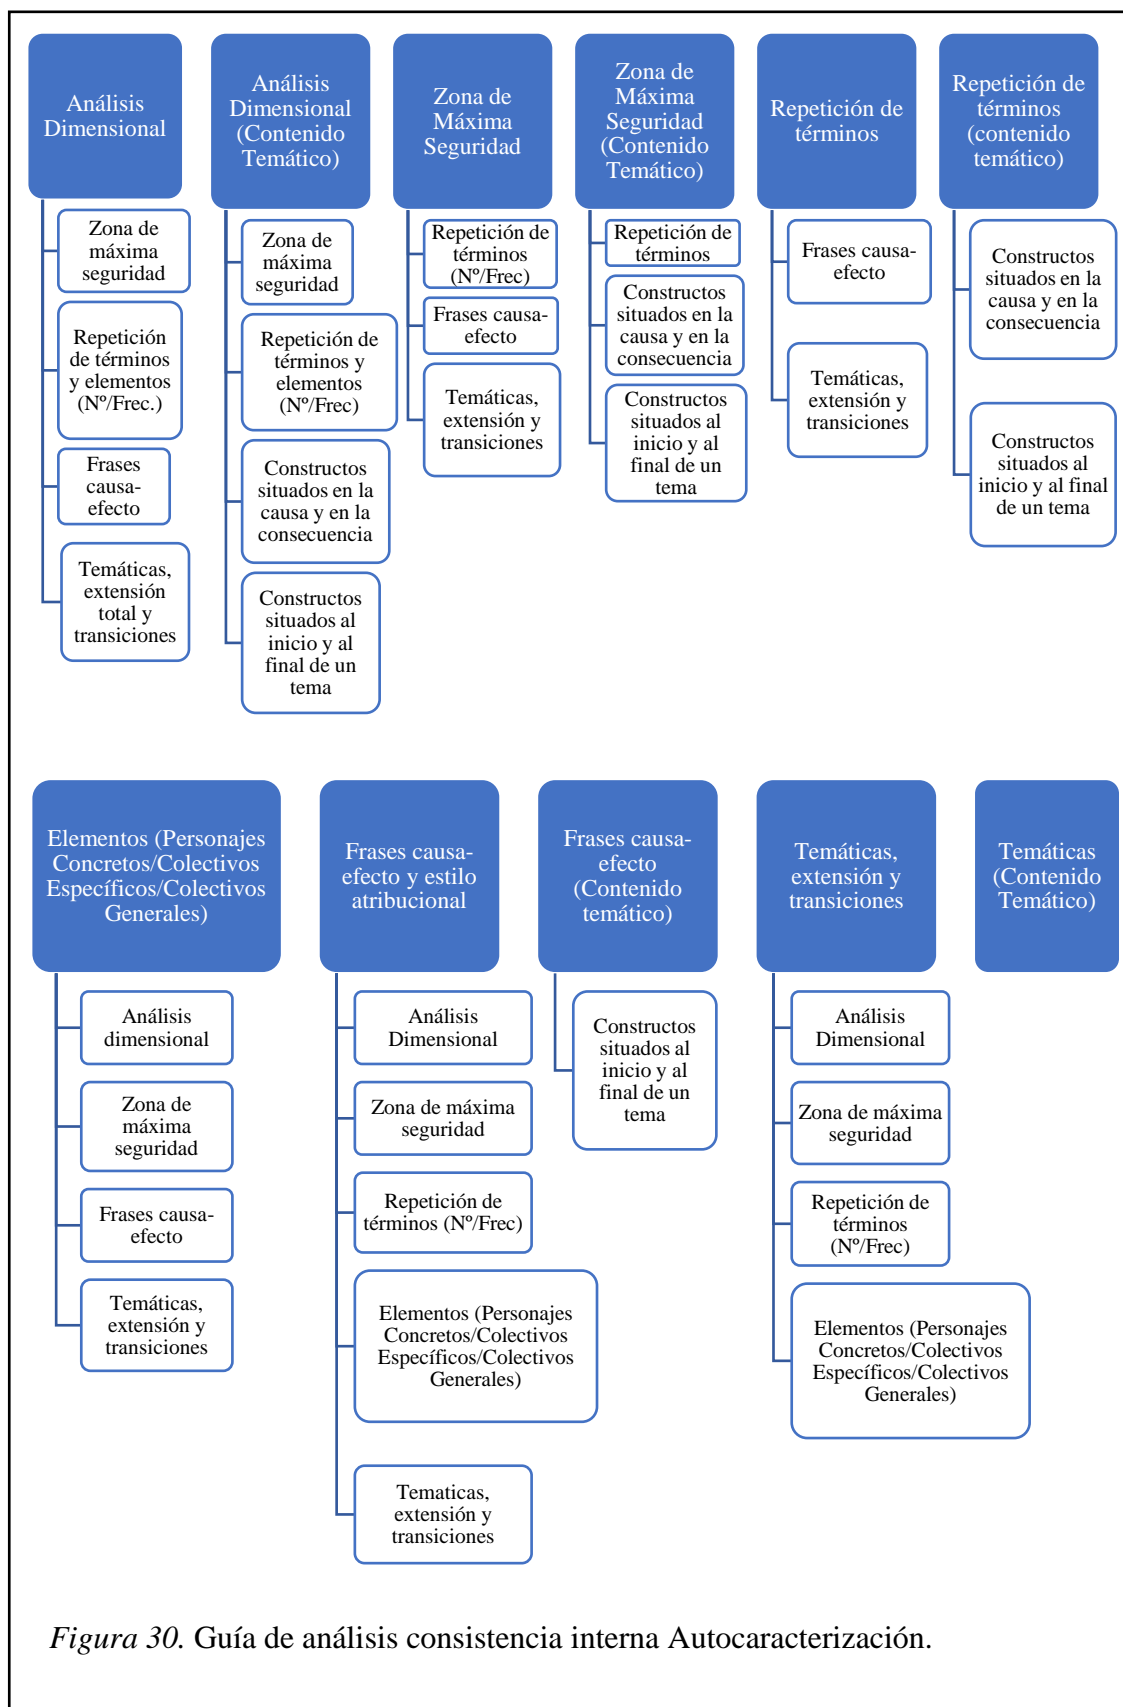 Análisis
Dimensional
Zona de
máxima
seguridad
Repetición
de términos
y elementos
(Nº/Frec.)
Frases
causa-
efecto
Temáticas,
extensión
total y
transiciones
Análisis
Dimensional
(Contenido
Temático)
Zona de
máxima
seguridad
Repetición de
términos y
elementos
(Nº/Frec)
Constructos
situados en la
causa y en la
consecuencia
Constructos
situados al
inicio y al
final de un
tema
Zona de
Máxima
Seguridad
Repetición de
términos
(Nº/Frec)
Frases causa-
efecto
Temáticas,
extensión y
transiciones
Zona de
Máxima
Seguridad
(Contenido
Temático)
Repetición de
términos
Constructos
situados en la
causa y en la
consecuencia
Constructos
situados al
inicio y al
final de un
tema
Repetición de
términos
Frases causa-
efecto
Temáticas,
extensión y
transiciones
Repetición de
términos
(contenido
temático)
Constructos
situados en la
causa y en la
consecuencia
Constructos
situados al
inicio y al final
de un tema
Elementos (Personajes
Concretos/Colectivos
Específicos/Colectivos
Generales)
Análisis
dimensional
Zona de
máxima
seguridad
Frases causa-
efecto
Temáticas,
extensión y
transiciones
Frases causa-
efecto y estilo
atribucional
Análisis
Dimensional
Zona de máxima
seguridad
Repetición de
términos (Nº/Frec)
Elementos (Personajes
Concretos/Colectivos
Específicos/Colectivos
Generales)
Tematicas,
extensión y
transiciones
Frases causa-
efecto
(Contenido
temático)
Constructos
situados al
inicio y al
final de un
tema
Temáticas,
extensión y
transiciones
Análisis
Dimensional
Zona de máxima
seguridad
Repetición de
términos
(Nº/Frec)
Elementos (Personajes
Concretos/Colectivos
Específicos/Colectivos
Generales)
Temáticas
(Contenido
Temático)
Figura 30. Guía de análisis consistencia interna Autocaracterización.